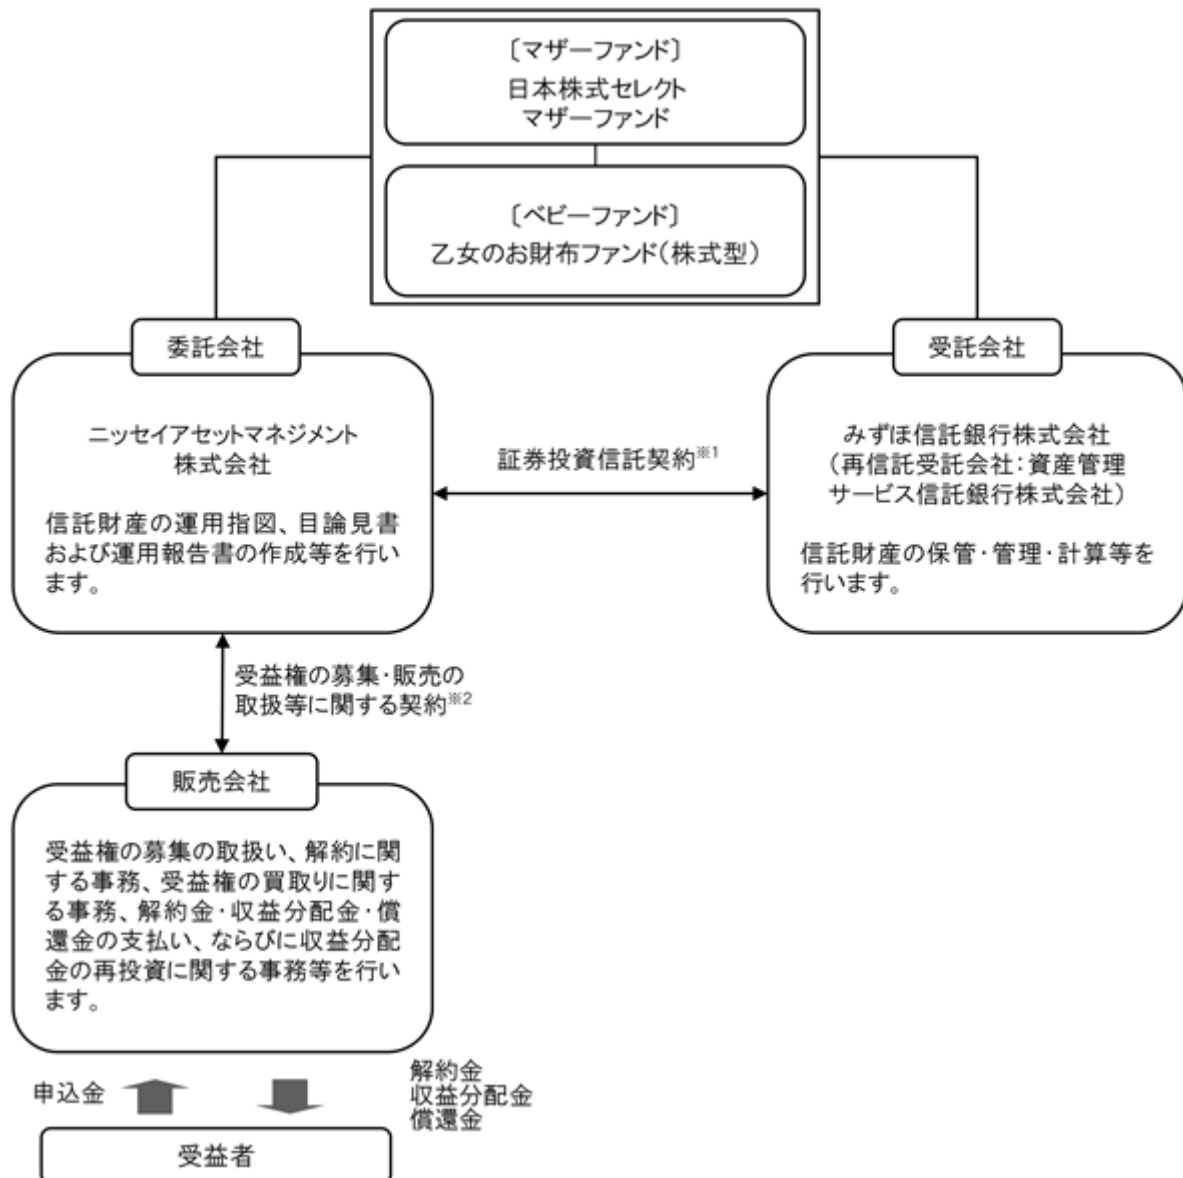 〔マザーファンド〕
日本株式セレクト
マザーファンド
〔ベビーファンド〕
乙女のお財布ファンド（株式型）
委託会社
ニッセイアセットマネジメント
株式会社
信託財産の運用指図、目論見書
および運用報告書の作成等を行い
ます。
証券投資信託契約※1
受託会社
みずほ信託銀行株式会社
（再信託受託会社：資産管理
サービス信託銀行株式会社）
信託財産の保管・管理・計算等を
行います。
受益権の募集・販売の
取扱等に関する契約※2
販売会社
受益権の募集の取扱い、解約に関
する事務、受益権の買取りに関す
る事務、解約金・収益分配金・償
還金の支払い、ならびに収益分配
金の再投資に関する事務等を行い
ます。
申込金
解約金
収益分配金
償還金
受益者